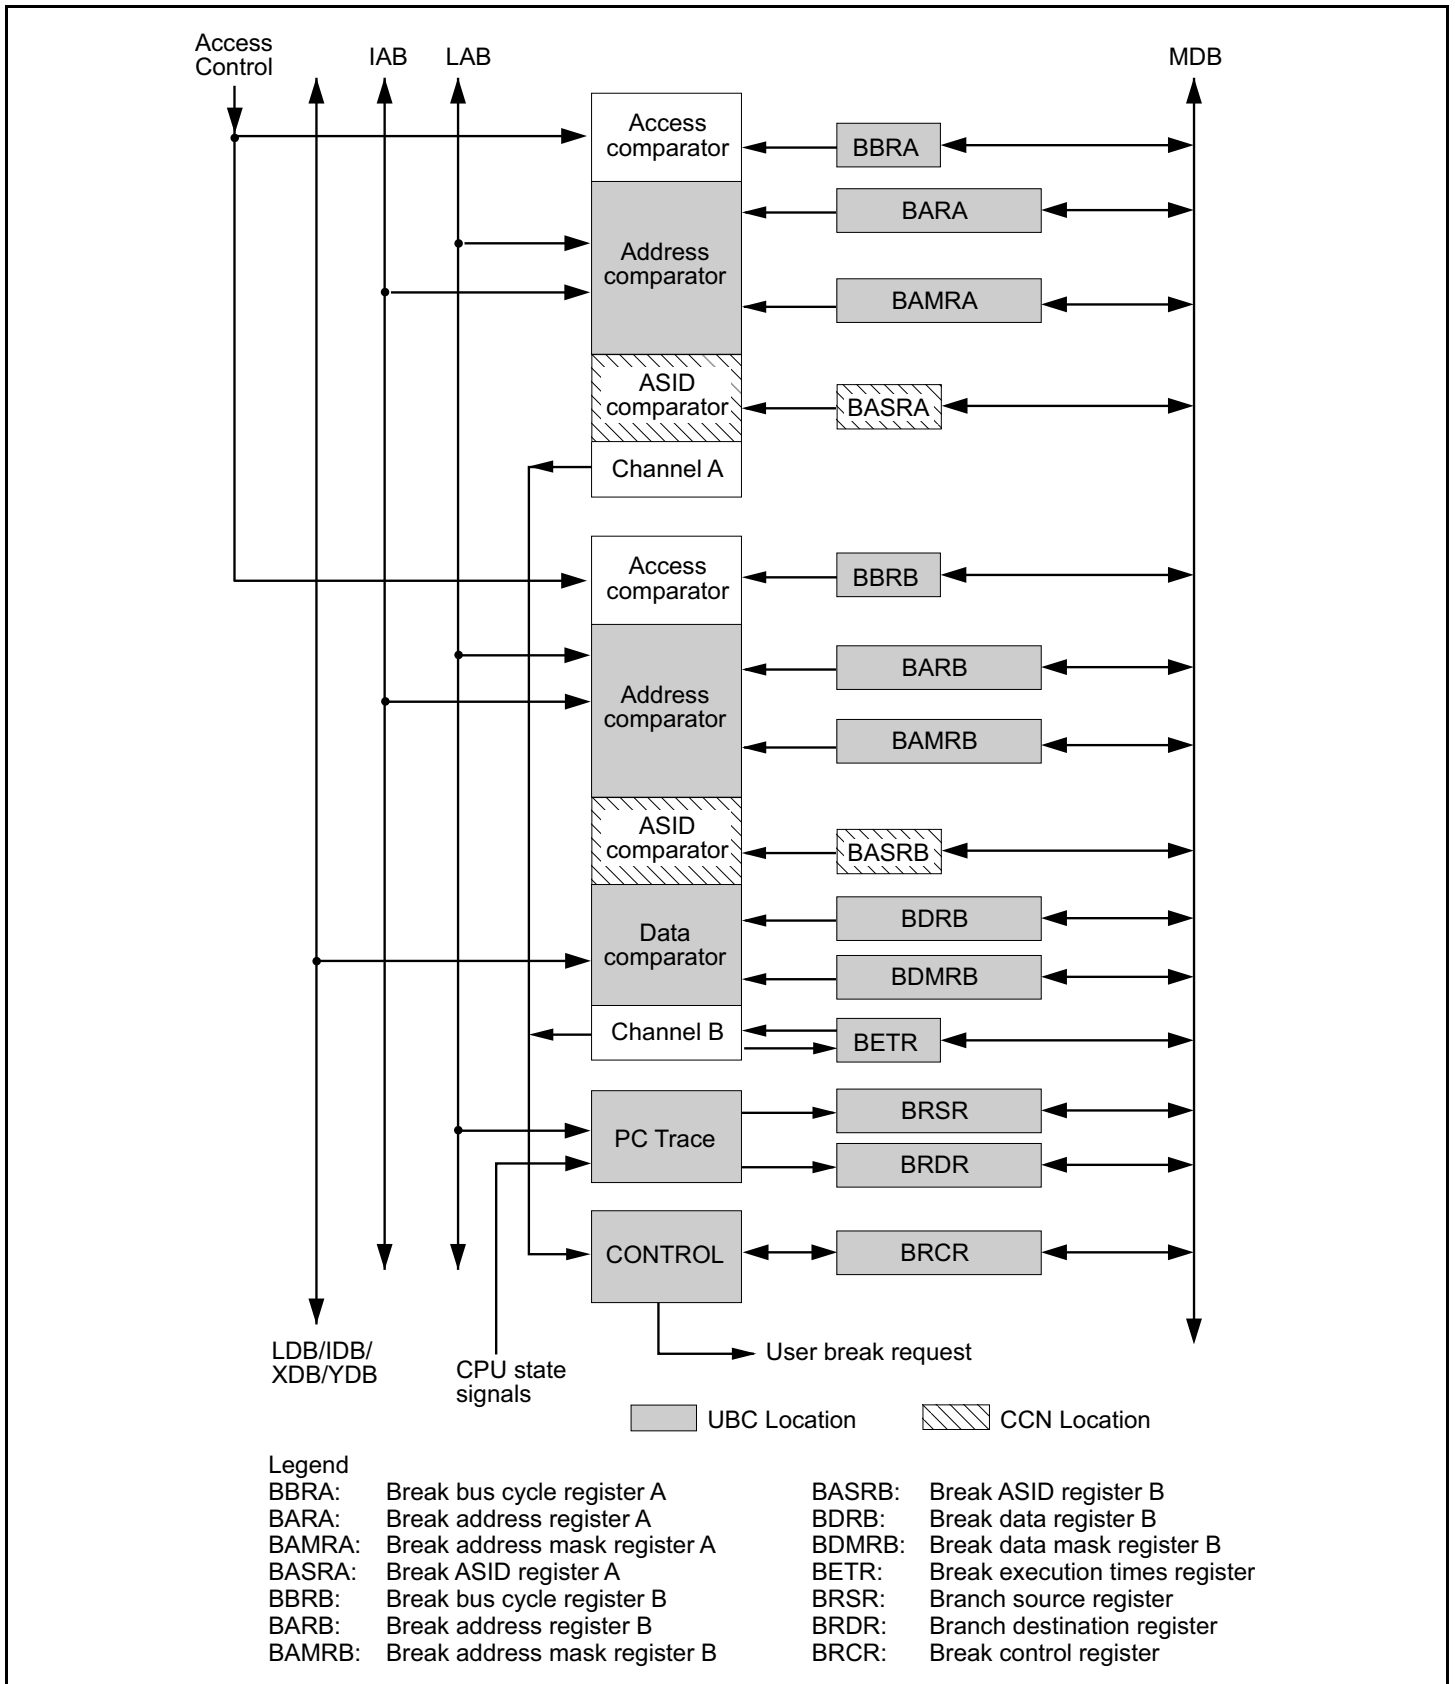 Access
Control
IAB
LAB
MDB
Access
comparator
BBRA
BARA
Address
comparator
BAMRA
ASID
comparator
BASRA
Channel A
Access
comparator
BBRB
BARB
Address
comparator
BAMRB
ASID
comparator
BASRB
BDRB
Data
comparator
BDMRB
Channel B
BETR
BRSR
PC Trace
BRDR
CONTROL
BRCR
LDB/IDB/
XDB/YDB
CPU state
signals
User break request
UBC Location
CCN Location
Legend
BBRA: Break bus cycle register A
BARA: Break address register A
BAMRA: Break address mask register A
BASRA: Break ASID register A
BBRB: Break bus cycle register B
BARB: Break address register B
BAMRB: Break address mask register B
BASRB: Break ASID register B
BDRB: Break data register B
BDMRB: Break data mask register B
BETR: Break execution times register
BRSR: Branch source register
BRDR: Branch destination register
BRCR: Break control register